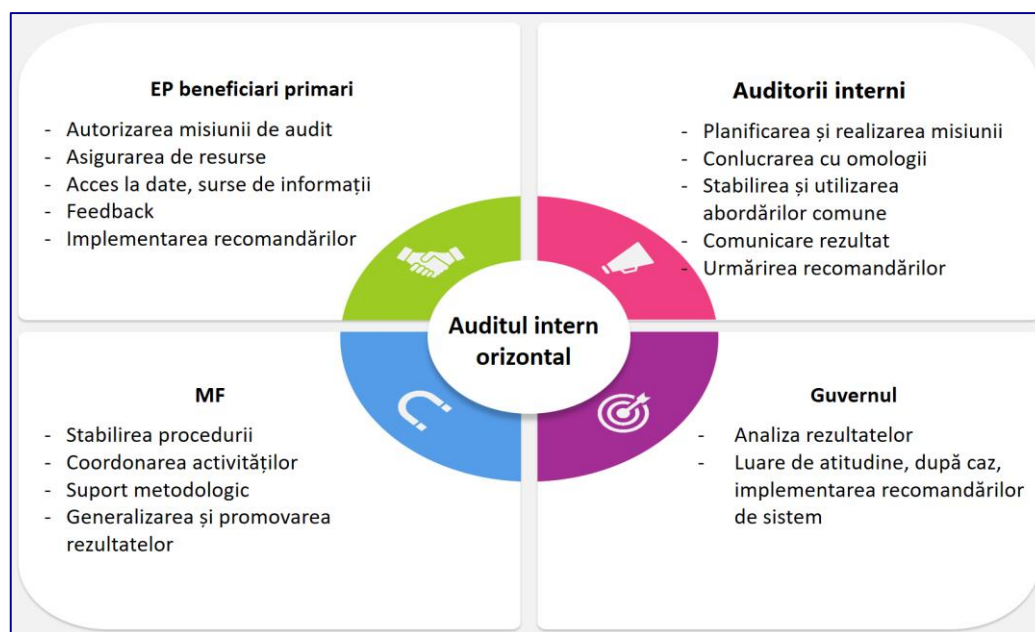 EP beneficiari primari
- Autorizarea misiunii de audit
- Asigurarea de resurse
- Acces la date, surse de informații
- Feedback
- Implementarea recomandărilor
Auditorii interni
- Planificarea și realizarea misiunii
- Conlucrarea cu omologii
- Stabilirea și utilizarea
abordărilor comune
- Comunicare rezultat
- Urmărirea recomandărilor
Auditul intern
orizontal
MF
- Stabilirea procedurii
- Coordonarea activităților
- Suport metodologic
- Generalizarea și promovarea
rezultatelor
Guvernul
- Analiza rezultatelor
- Luare de atitudine, după caz,
implementarea recomandărilor
de sistem